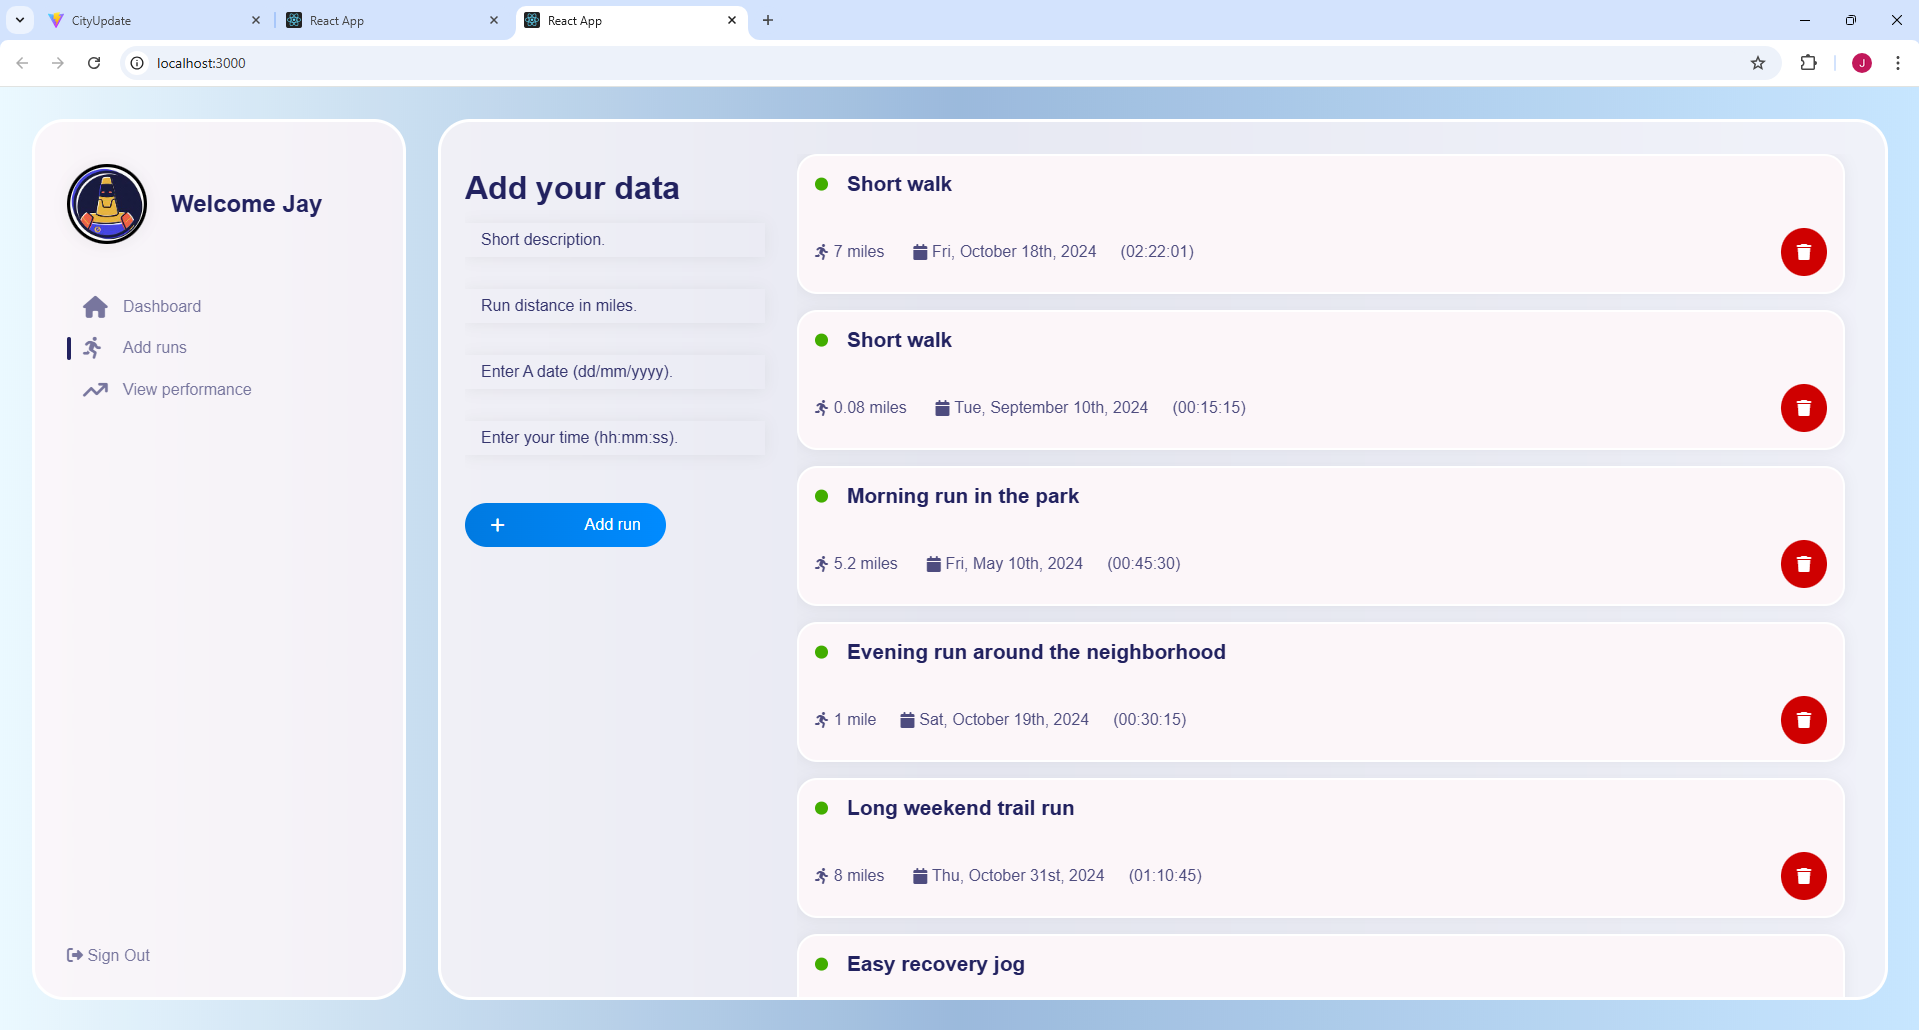 CityUpdate
React App
React App
localhost:3000
J
Welcome Jay
Dashboard
Add runs
View performance
Sign Out
Add your data
Short description.
Run distance in miles.
Enter A date (dd/mm/yyyy).
Enter your time (hh:mm:ss).
Add run
Short walk
7 miles Fri, October 18th, 2024 (02:22:01)
Short walk
0.08 miles Tue, September 10th, 2024 (00:15:15)
Morning run in the park
5.2 miles Fri, May 10th, 2024 (00:45:30)
Evening run around the neighborhood
1 mile Sat, October 19th, 2024 (00:30:15)
Long weekend trail run
8 miles Thu, October 31st, 2024 (01:10:45)
Easy recovery jog